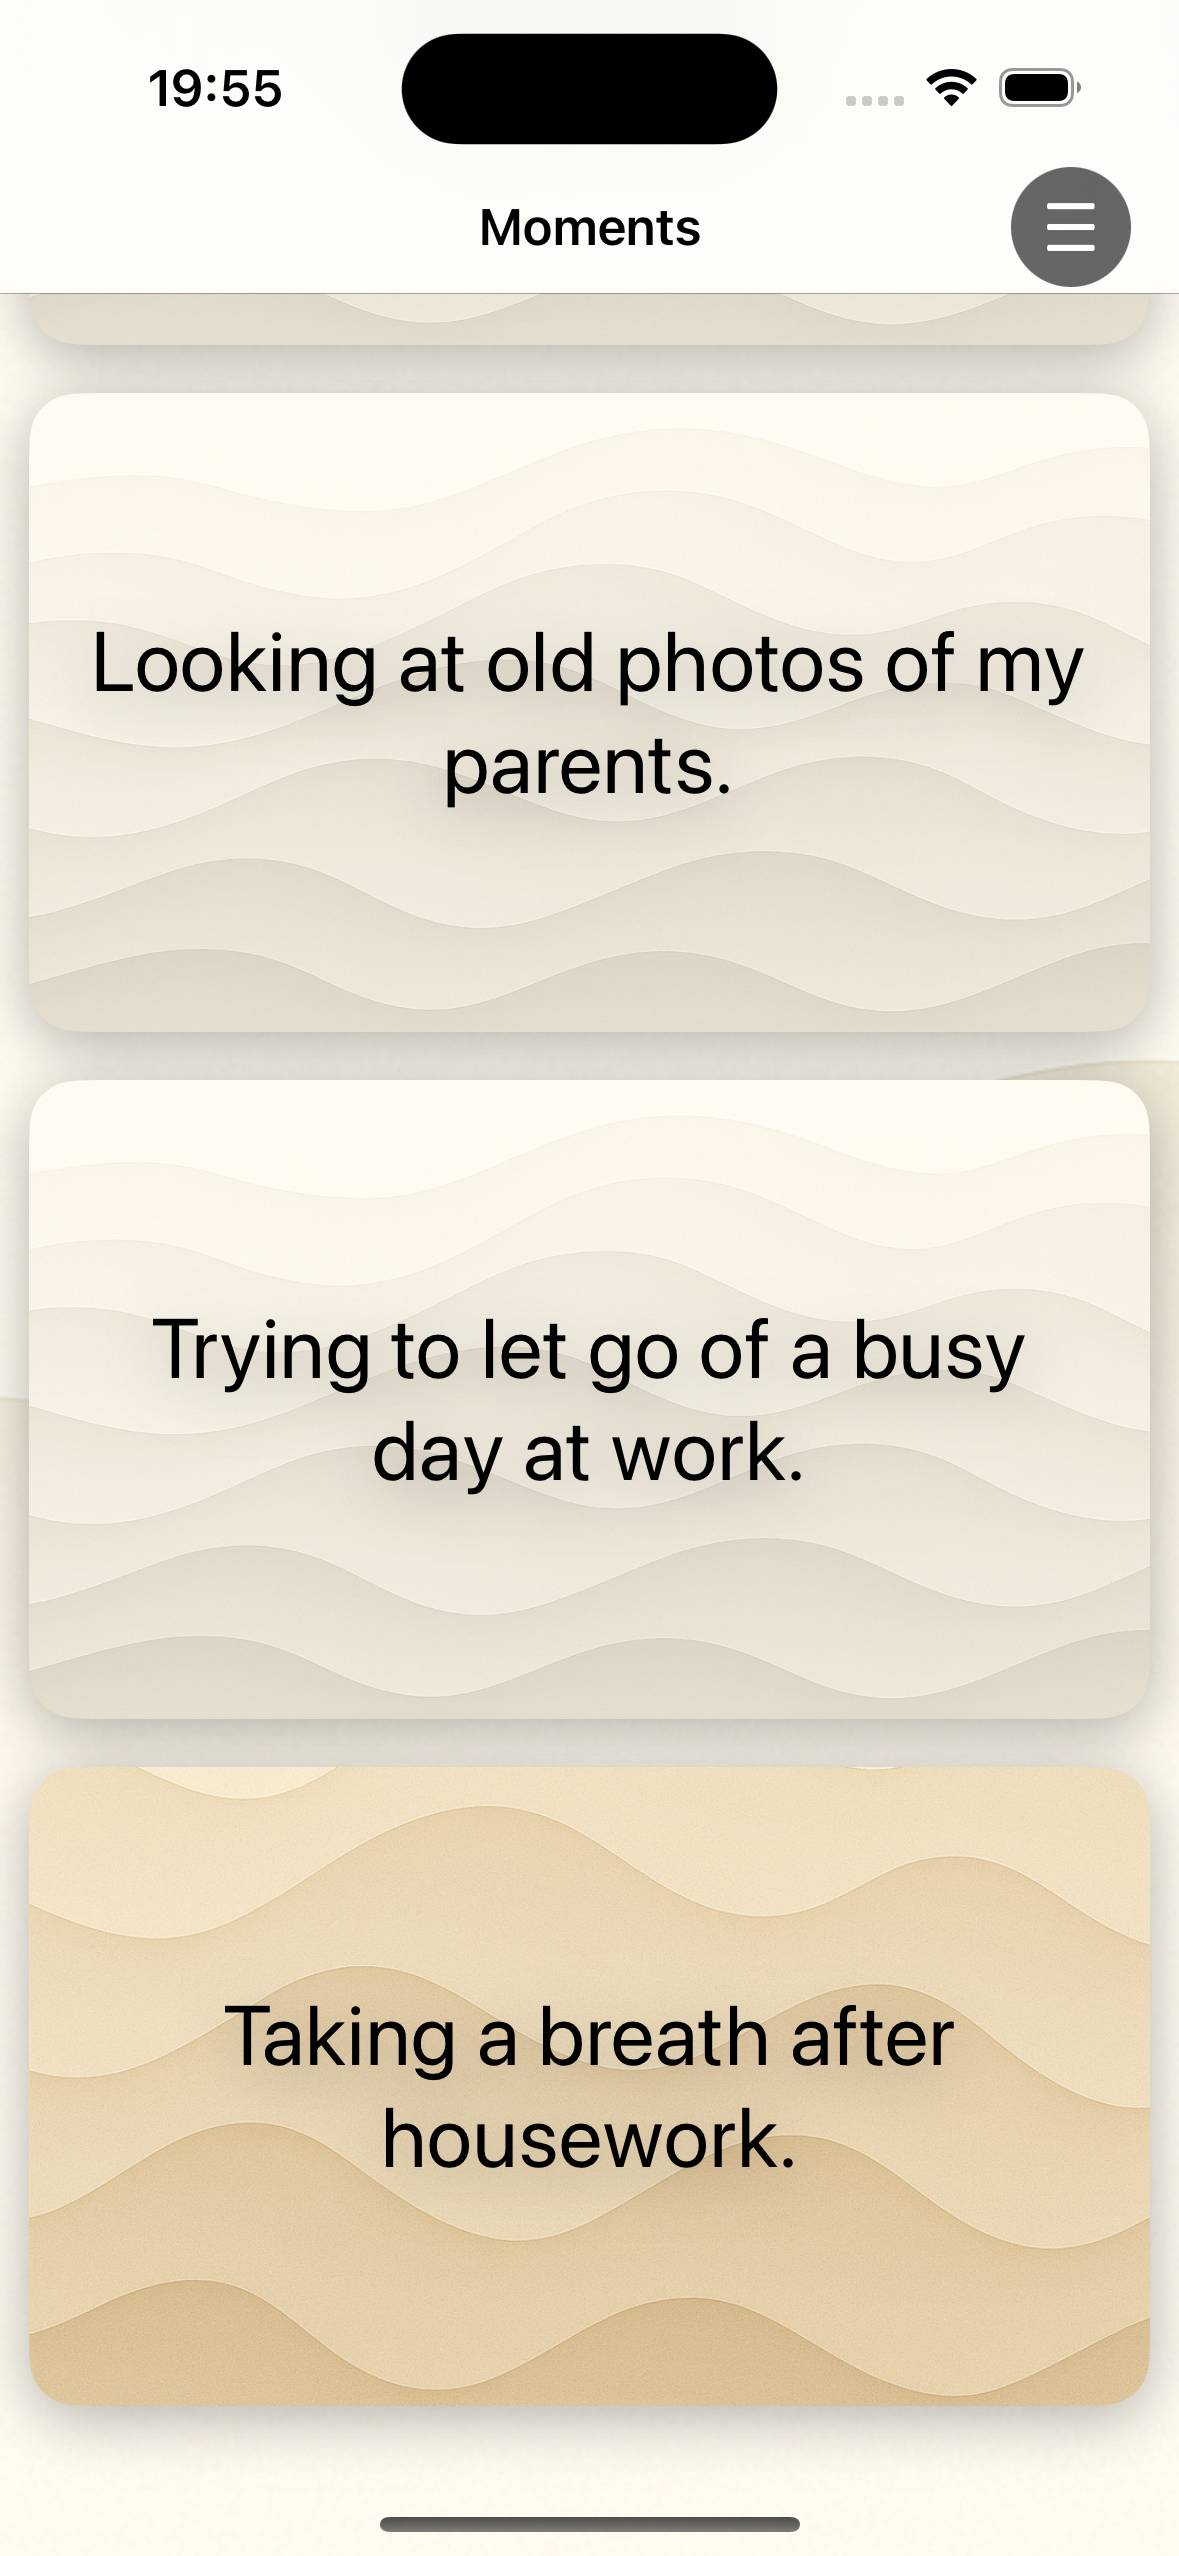 19:55
Moments
Looking at old photos of my
parents.
Trying to let go of a busy
day at work.
Taking a breath after
housework.